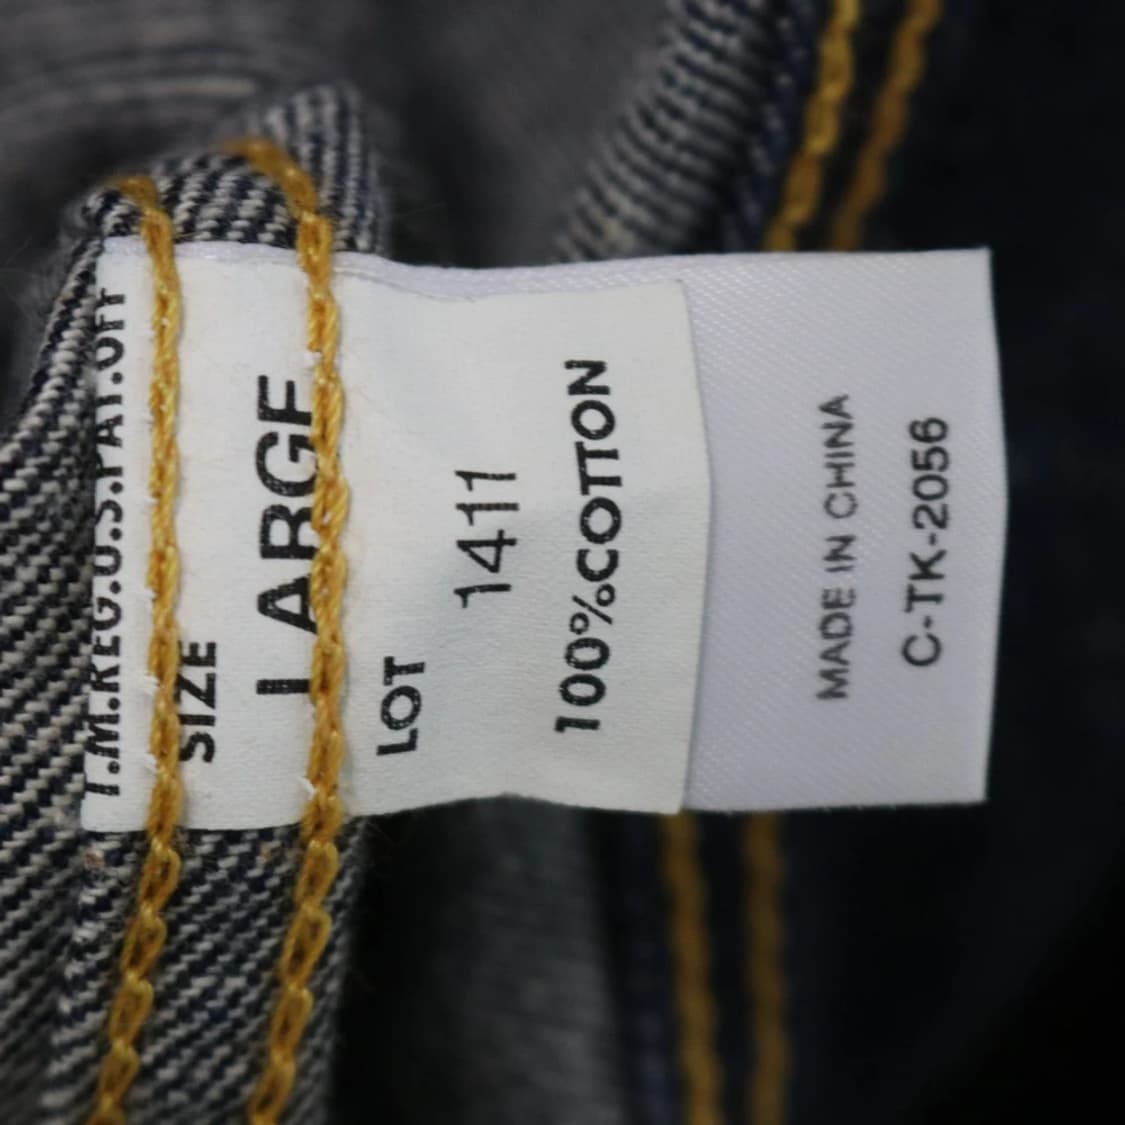 T.M.REG.U.S.PAT.OFF
SIZE
LARGE
LOT
1411
100%COTTON
MADE IN CHINA
C-TK-2056